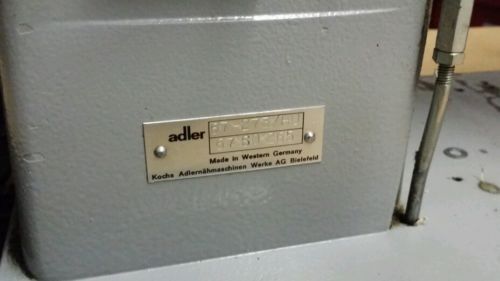 adler
Made in Western Germany
Kochs Adlernähmaschinen Werke AG Bielefeld